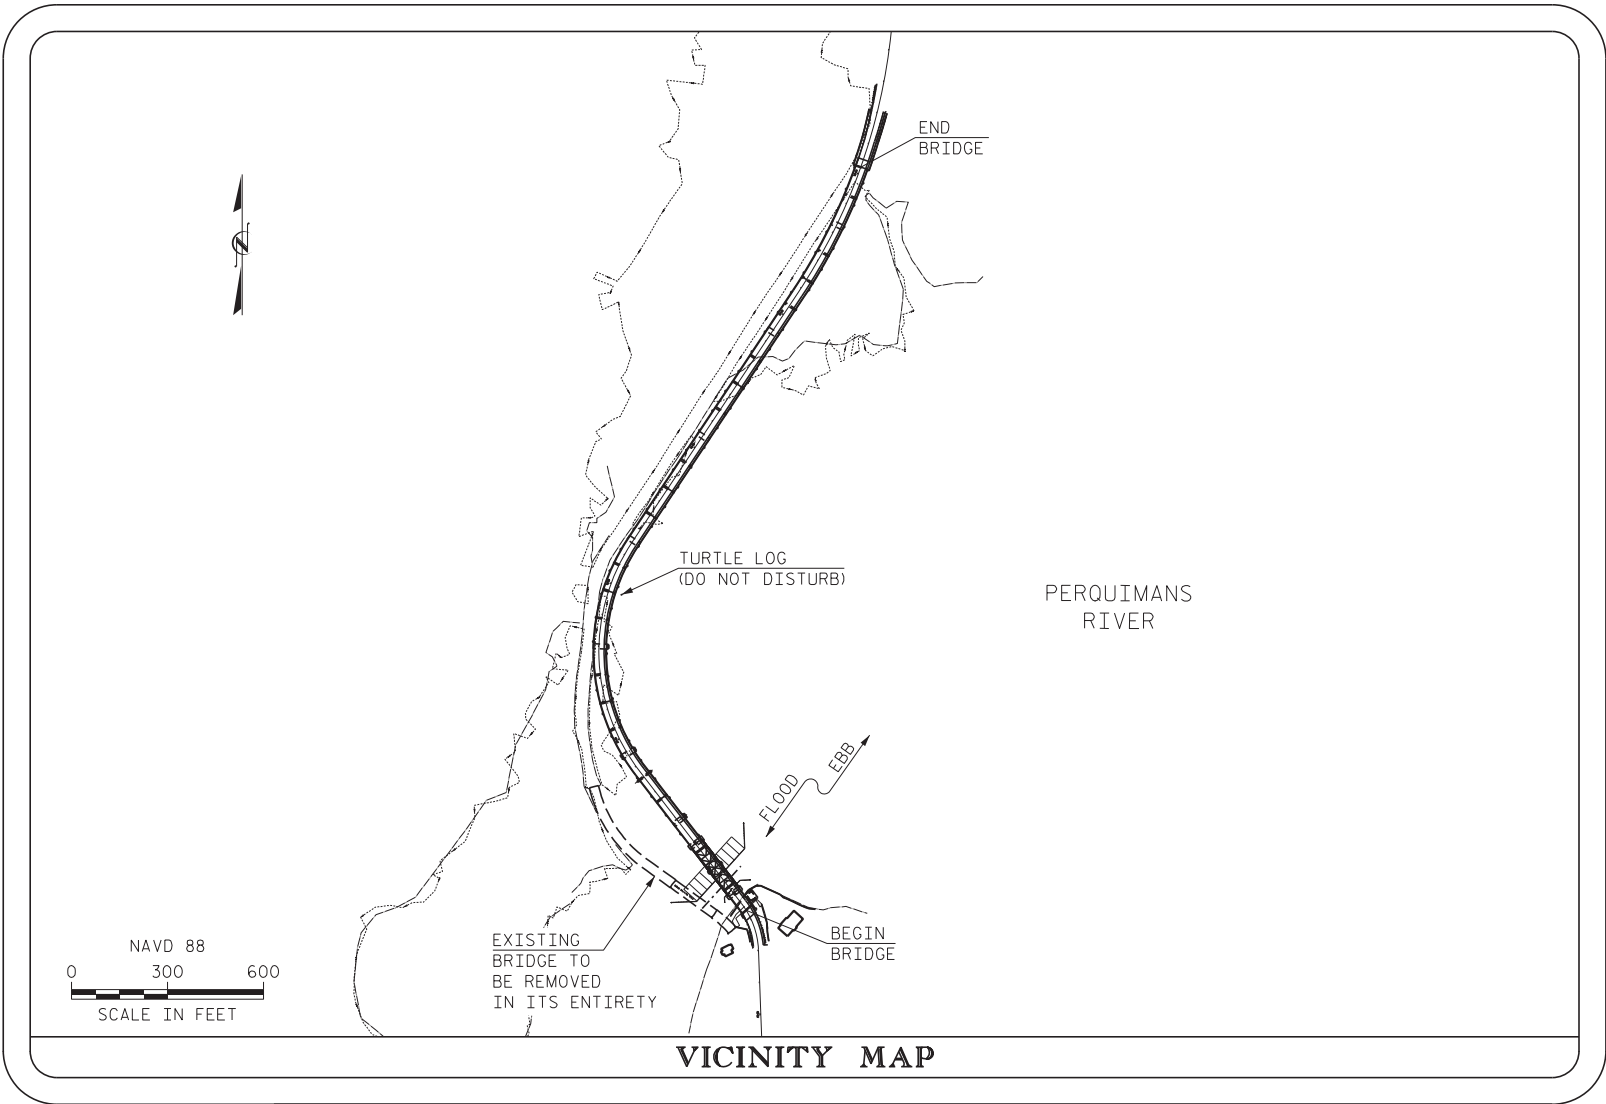 END
BRIDGE
N
TURTLE LOG
(DO NOT DISTURB)
PERQUIMANS
RIVER
FLOOD
EBB
EXISTING
BRIDGE TO
BE REMOVED
IN ITS ENTIRETY
BEGIN
BRIDGE
NAVD 88
0 300 600
SCALE IN FEET
VICINITY MAP